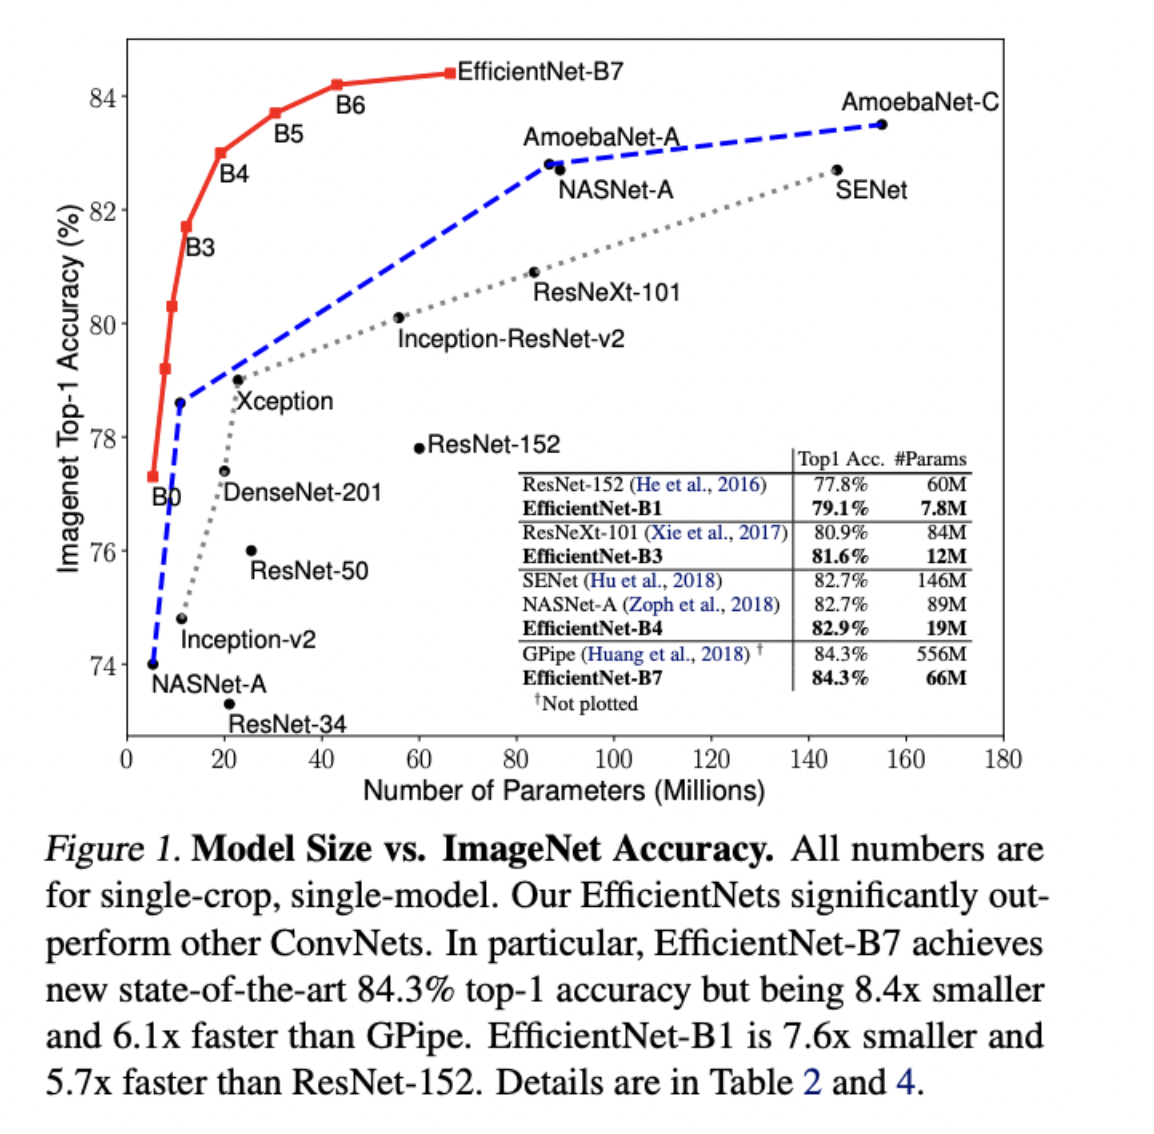 EfficientNet-B7
84
AmoebaNet-C
B6
B5
AmoebaNet-A
B4
NASNet-A
SENet
82
B3
ResNeXt-101
80
Inception-ResNet-v2
Xception
78
ResNet-152
B0
DenseNet-201
76
ResNet-50
Inception-v2
74
NASNet-A
ResNet-34
Imagenet Top-1 Accuracy (%)
Top1 Acc. #Params
ResNet-152 (He et al., 2016) 77.8% 60M
EfficientNet-B1 79.1% 7.8M
ResNeXt-101 (Xie et al., 2017) 80.9% 84M
EfficientNet-B3 81.6% 12M
SENet (Hu et al., 2018) 82.7% 146M
NASNet-A (Zoph et al., 2018) 82.7% 89M
EfficientNet-B4 82.9% 19M
GPipe (Huang et al., 2018) † 84.3% 556M
EfficientNet-B7 84.3% 66M
†Not plotted
0 20 40 60 80 100 120 140 160 180
Number of Parameters (Millions)
Figure 1. Model Size vs. ImageNet Accuracy. All numbers are
for single-crop, single-model. Our EfficientNets significantly out-
perform other ConvNets. In particular, EfficientNet-B7 achieves
new state-of-the-art 84.3% top-1 accuracy but being 8.4x smaller
and 6.1x faster than GPipe. EfficientNet-B1 is 7.6x smaller and
5.7x faster than ResNet-152. Details are in Table 2 and 4.